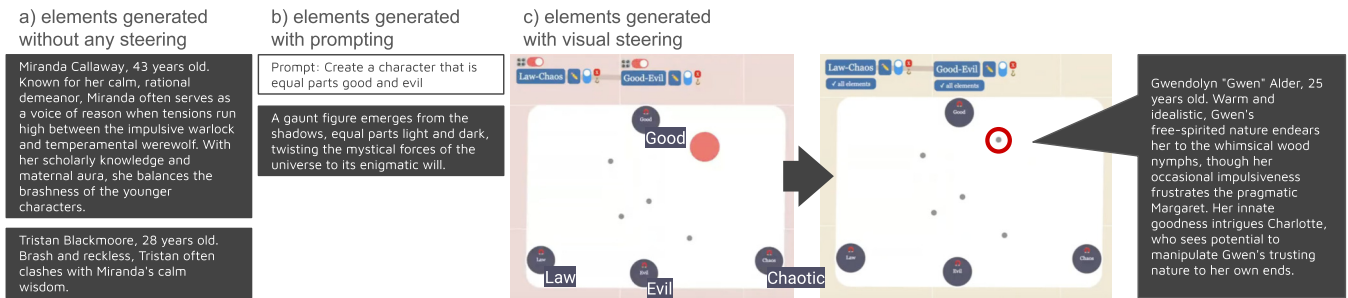 a) elements generated
without any steering
Miranda Callaway, 43 years old.
Known for her calm, rational
demeanor, Miranda often serves as
a voice of reason when tensions run
high between the impulsive warlock
and temperamental werewolf. With
her scholarly knowledge and
maternal aura, she balances the
brashness of the younger
characters.
Tristan Blackmoore, 28 years old.
Brash and reckless, Tristan often
clashes with Miranda's calm
wisdom.
b) elements generated
with prompting
Prompt: Create a character that is
equal parts good and evil
A gaunt figure emerges from the
shadows, equal parts light and dark,
twisting the mystical forces of the
universe to its enigmatic will.
c) elements generated
with visual steering
Law-Chaos
Good-Evil
Good
Good
Law
Law
Evil
Evil
Chaos
Chaotic
Law-Chaos
Good-Evil
✓ all elements
✓ all elements
Good
Law
Evil
Chaos
Gwendolyn "Gwen" Alder, 25
years old. Warm and
idealistic, Gwen's
free-spirited nature endears
her to the whimsical wood
nymphs, though her
occasional impulsiveness
frustrates the pragmatic
Margaret. Her innate
goodness intrigues Charlotte,
who sees potential to
manipulate Gwen's trusting
nature to her own ends.